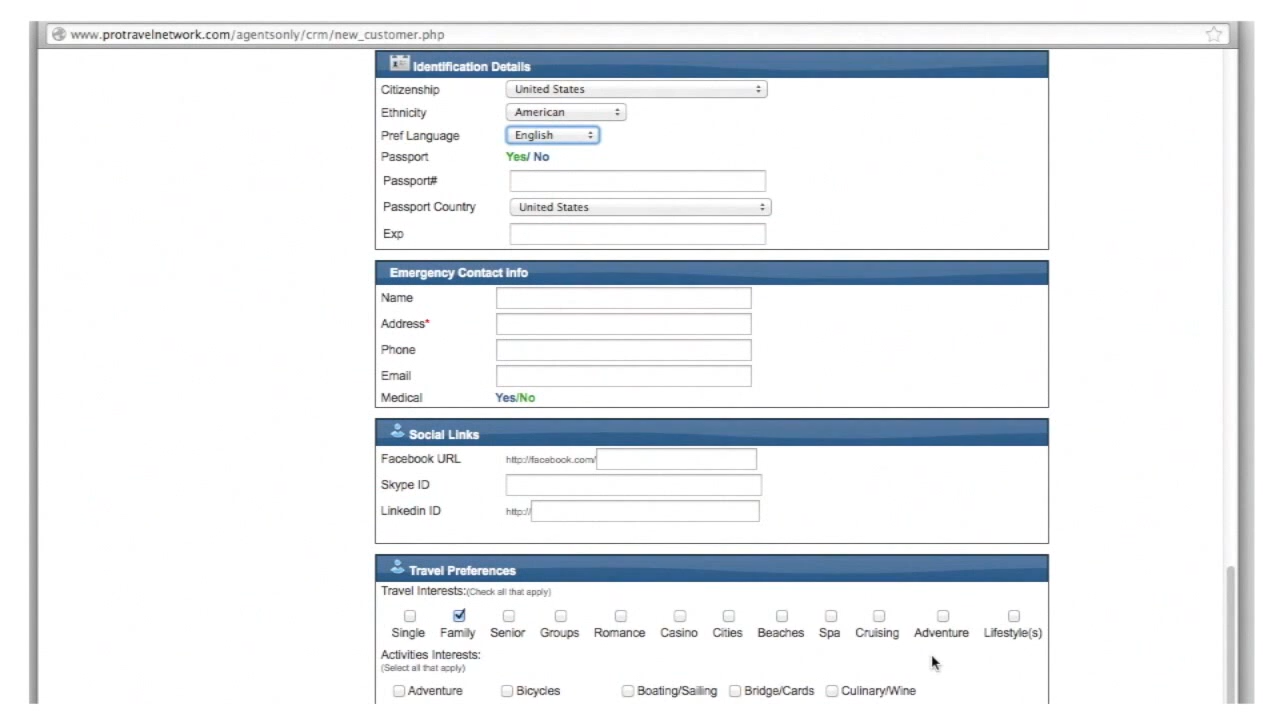 www.protravelnetwork.com/agentsonly/crm/new_customer.php
Identification Details
Citizenship United States
Ethnicity American
Pref Language English
Passport Yes/ No
Passport#
Passport Country United States
Exp
Emergency Contact Info
Name
Address*
Phone
Email
Medical Yes/No
Social Links
Facebook URL http://facebook.com/
Skype ID
Linkedin ID http://
Travel Preferences
Travel Interests:(Check all that apply)
Single Family Senior Groups Romance Casino Cities Beaches Spa Cruising Adventure Lifestyle(s)
Activities Interests:
(Select all that apply)
Adventure Bicycles Boating/Sailing Bridge/Cards Culinary/Wine